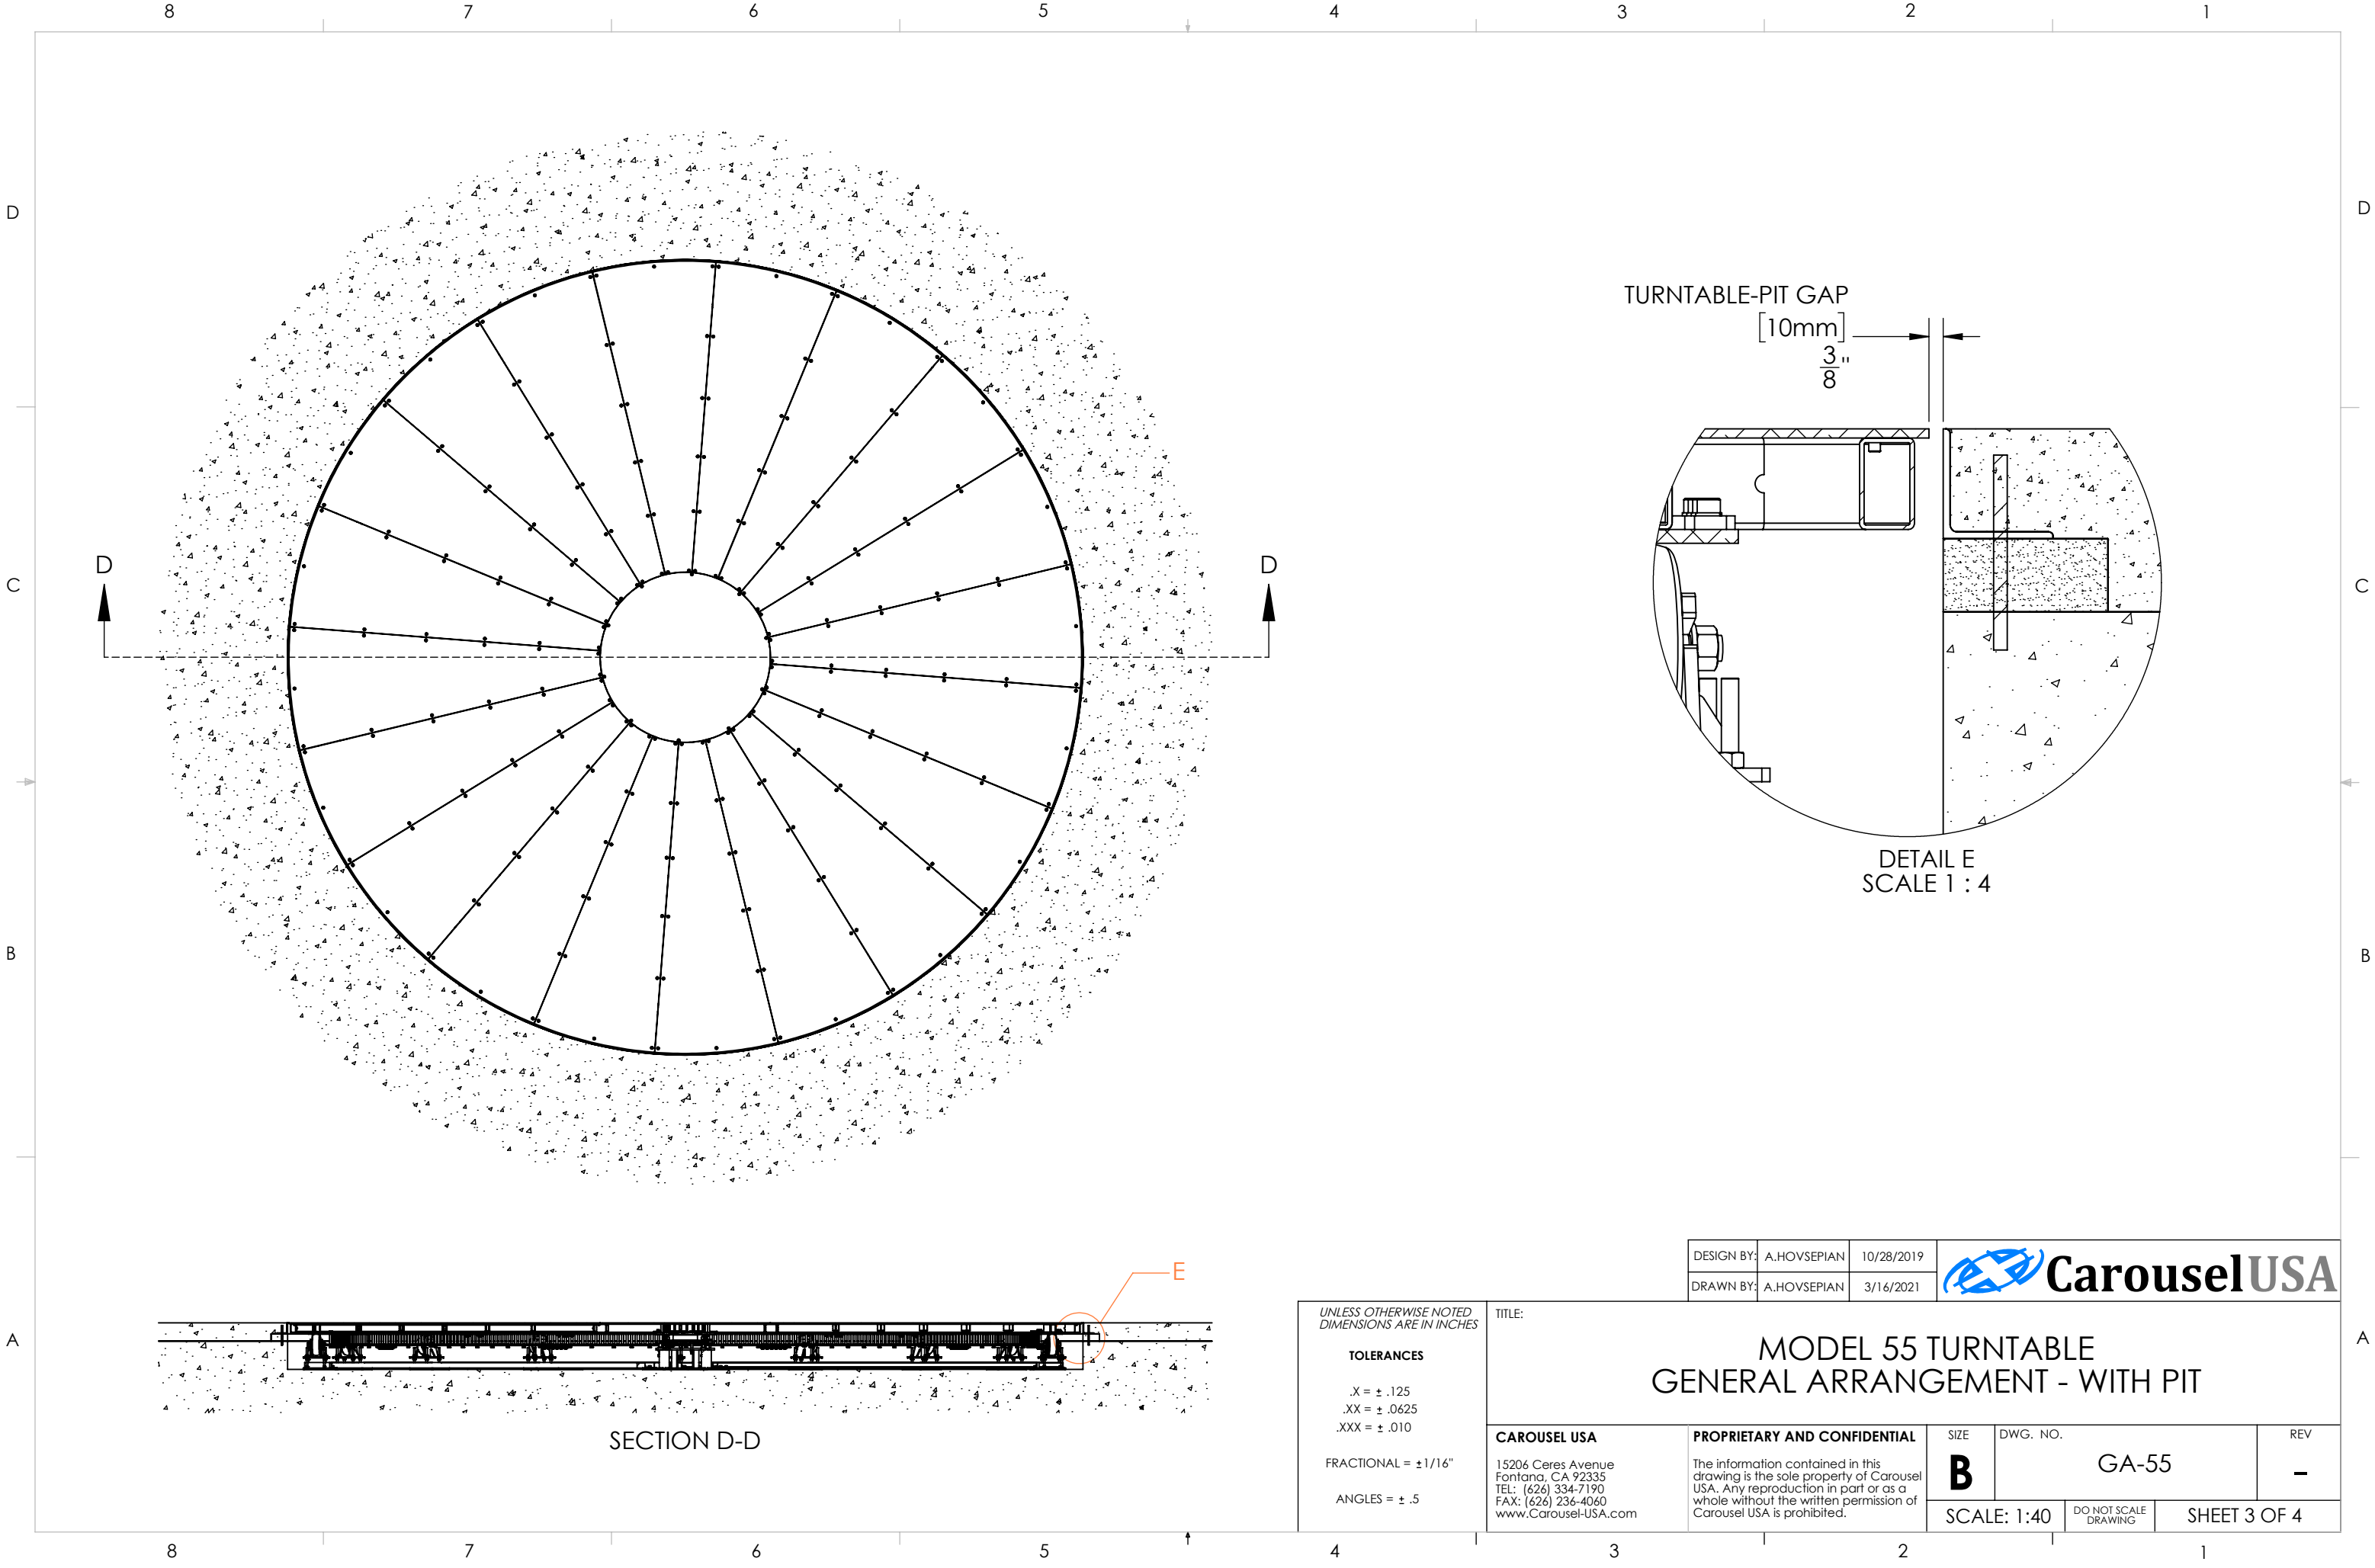 8 7 6 5 4 3 2 1
D D
TURNTABLE-PIT GAP
[10mm]
3/8"
D D
C C
DETAIL E
SCALE 1 : 4
B B
E
A A
SECTION D-D
DESIGN BY: A.HOVSEPIAN 10/28/2019
DRAWN BY: A.HOVSEPIAN 3/16/2021
CarouselUSA
UNLESS OTHERWISE NOTED
DIMENSIONS ARE IN INCHES
TOLERANCES
.X = ± .125
.XX = ± .0625
.XXX = ± .010
FRACTIONAL = ±1/16"
ANGLES = ± .5
TITLE:
MODEL 55 TURNTABLE
GENERAL ARRANGEMENT - WITH PIT
CAROUSEL USA
15206 Ceres Avenue
Fontana, CA 92335
TEL: (626) 334-7190
FAX: (626) 236-4060
www.Carousel-USA.com
PROPRIETARY AND CONFIDENTIAL
The information contained in this
drawing is the sole property of Carousel
USA. Any reproduction in part or as a
whole without the written permission of
Carousel USA is prohibited.
SIZE
B
DWG. NO.
GA-55
REV
–
SCALE: 1:40
DO NOT SCALE
DRAWING
SHEET 3 OF 4
8 7 6 5 4 3 2 1